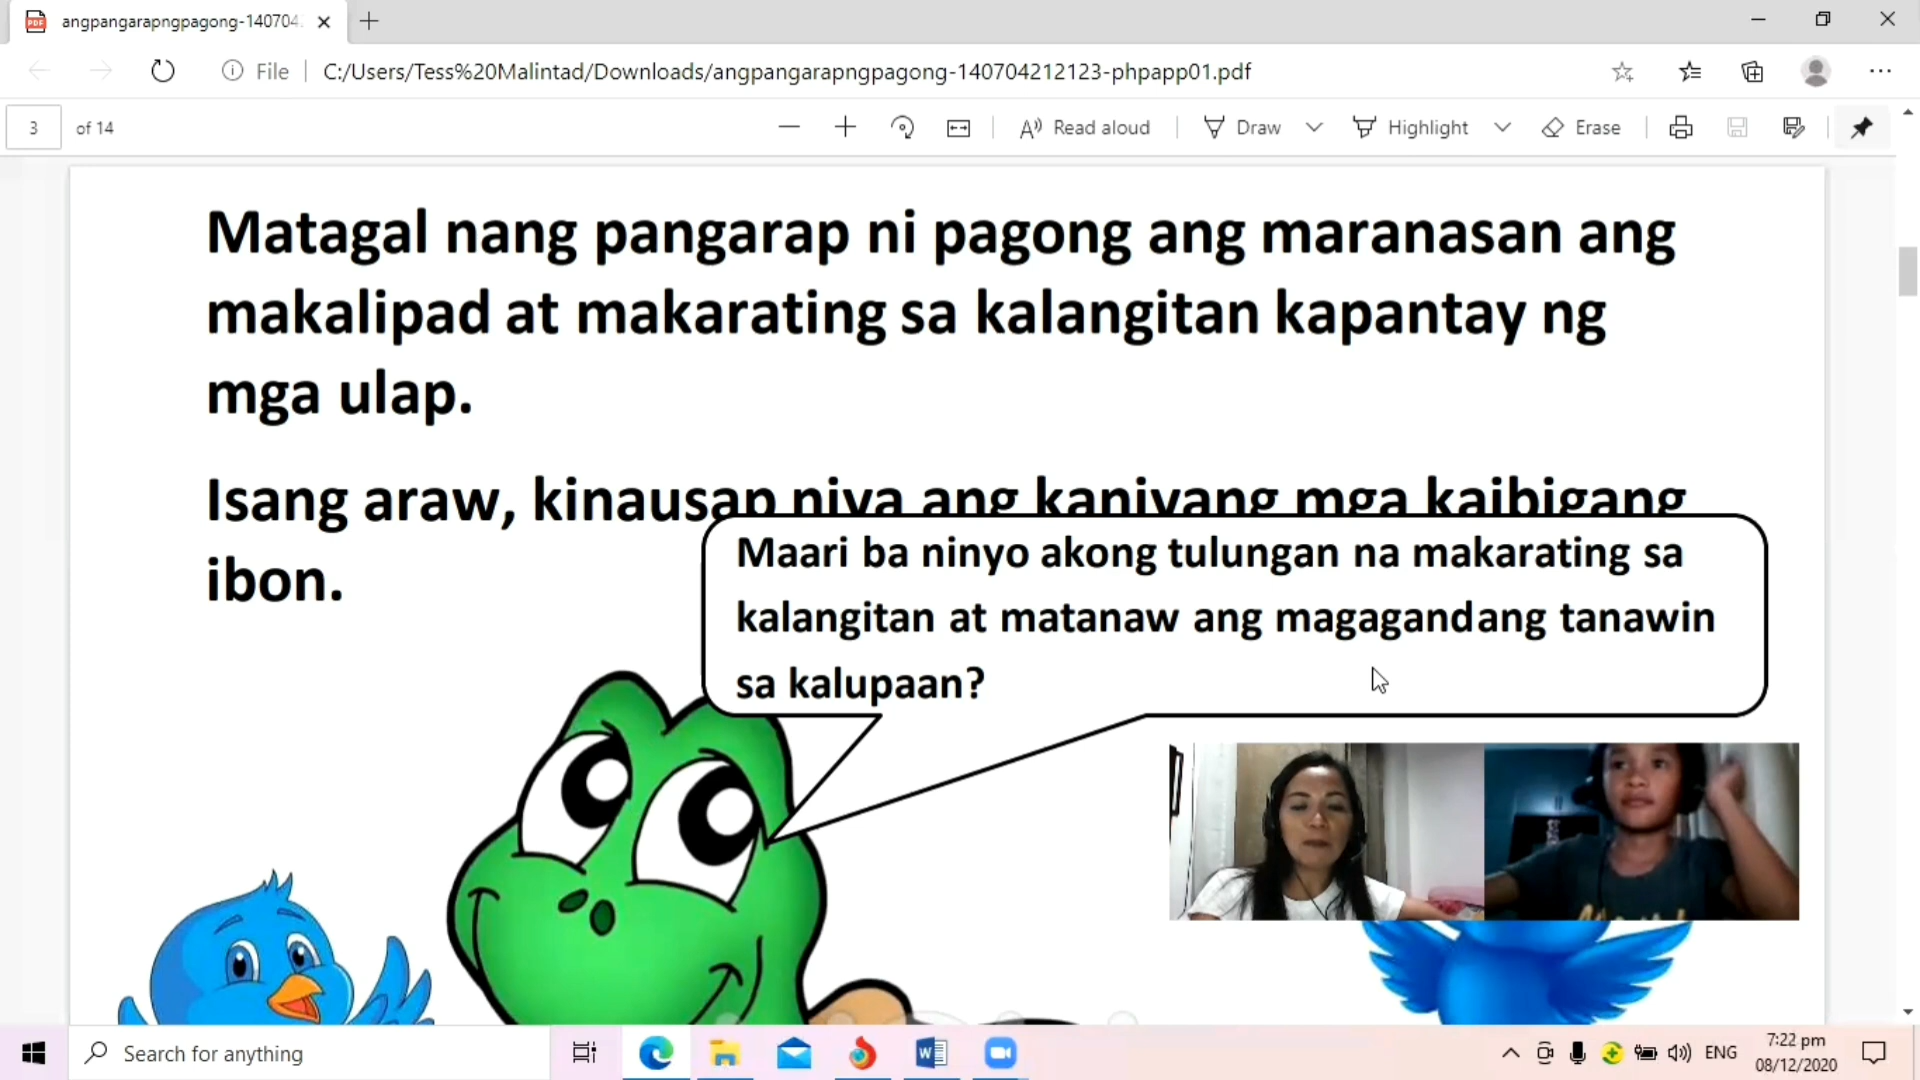 angpangarapngpagong-140704
File
C:/Users/Tess%20Malintad/Downloads/angpangarapngpagong-140704212123-phpapp01.pdf
3 of 14
Read aloud
Draw
Highlight
Erase
Matagal nang pangarap ni pagong ang maranasan ang
makalipad at makarating sa kalangitan kapantay ng
mga ulap.
Isang araw, kinausap niya ang kaniyang mga kaibigang
ibon.
Maari ba ninyo akong tulungan na makarating sa
kalangitan at matanaw ang magagandang tanawin
sa kalupaan?
Search for anything
ENG
7:22 pm
08/12/2020